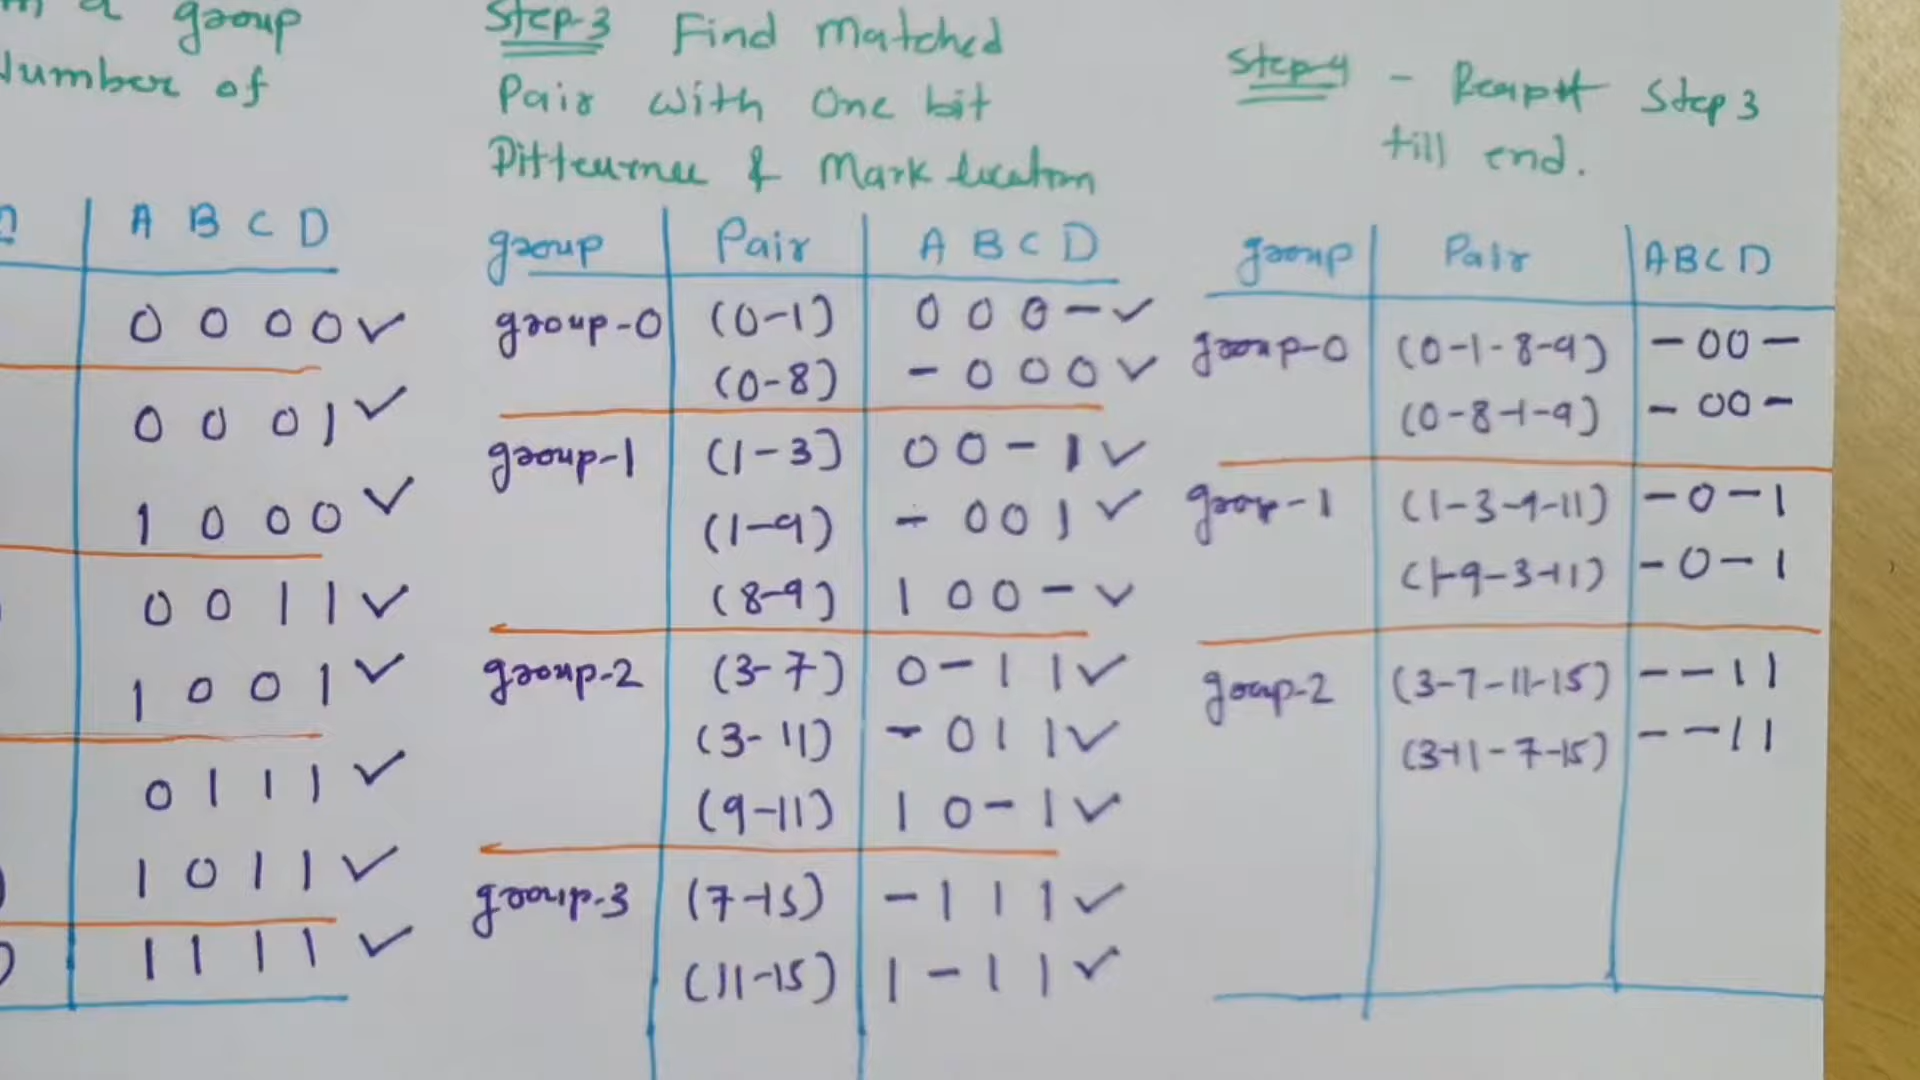 a group
Number of
A B C D
0 0 0 0 ✓
0 0 0 1 ✓
1 0 0 0 ✓
0 0 1 1 ✓
1 0 0 1 ✓
0 1 1 1 ✓
1 0 1 1 ✓
1 1 1 1 ✓
Step-3 Find Matched
Pair with One bit
Difference & Mark location
group Pair A B C D
group-0 (0-1) 0 0 0 - ✓
(0-8) - 0 0 0 ✓
group-1 (1-3) 0 0 - 1 ✓
(1-9) - 0 0 1 ✓
(8-9) 1 0 0 - ✓
group-2 (3-7) 0 - 1 1 ✓
(3-11) - 0 1 1 ✓
(9-11) 1 0 - 1 ✓
group-3 (7-15) - 1 1 1 ✓
(11-15) 1 - 1 1 ✓
Step-4 - Reapet Step 3
till end.
group Pair ABCD
group-0 (0-1-8-9) - 0 0 -
(0-8-1-9) - 0 0 -
group-1 (1-3-9-11) - 0 - 1
(1-9-3-11) - 0 - 1
group-2 (3-7-11-15) - - 1 1
(3-11-7-15) - - 1 1